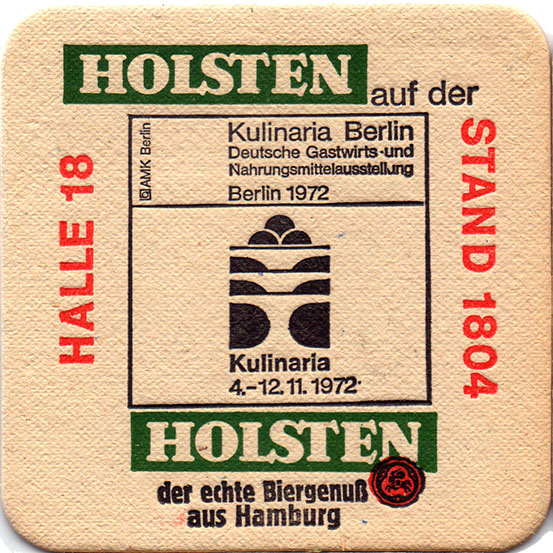 HOLSTEN
auf der
HALLE 18
AMK Berlin
Kulinaria Berlin
Deutsche Gastwirts-und
Nahrungsmittelausstellung
Berlin 1972
Kulinaria
4.–12.11.1972
STAND 1804
HOLSTEN
der echte Biergenuß
aus Hamburg